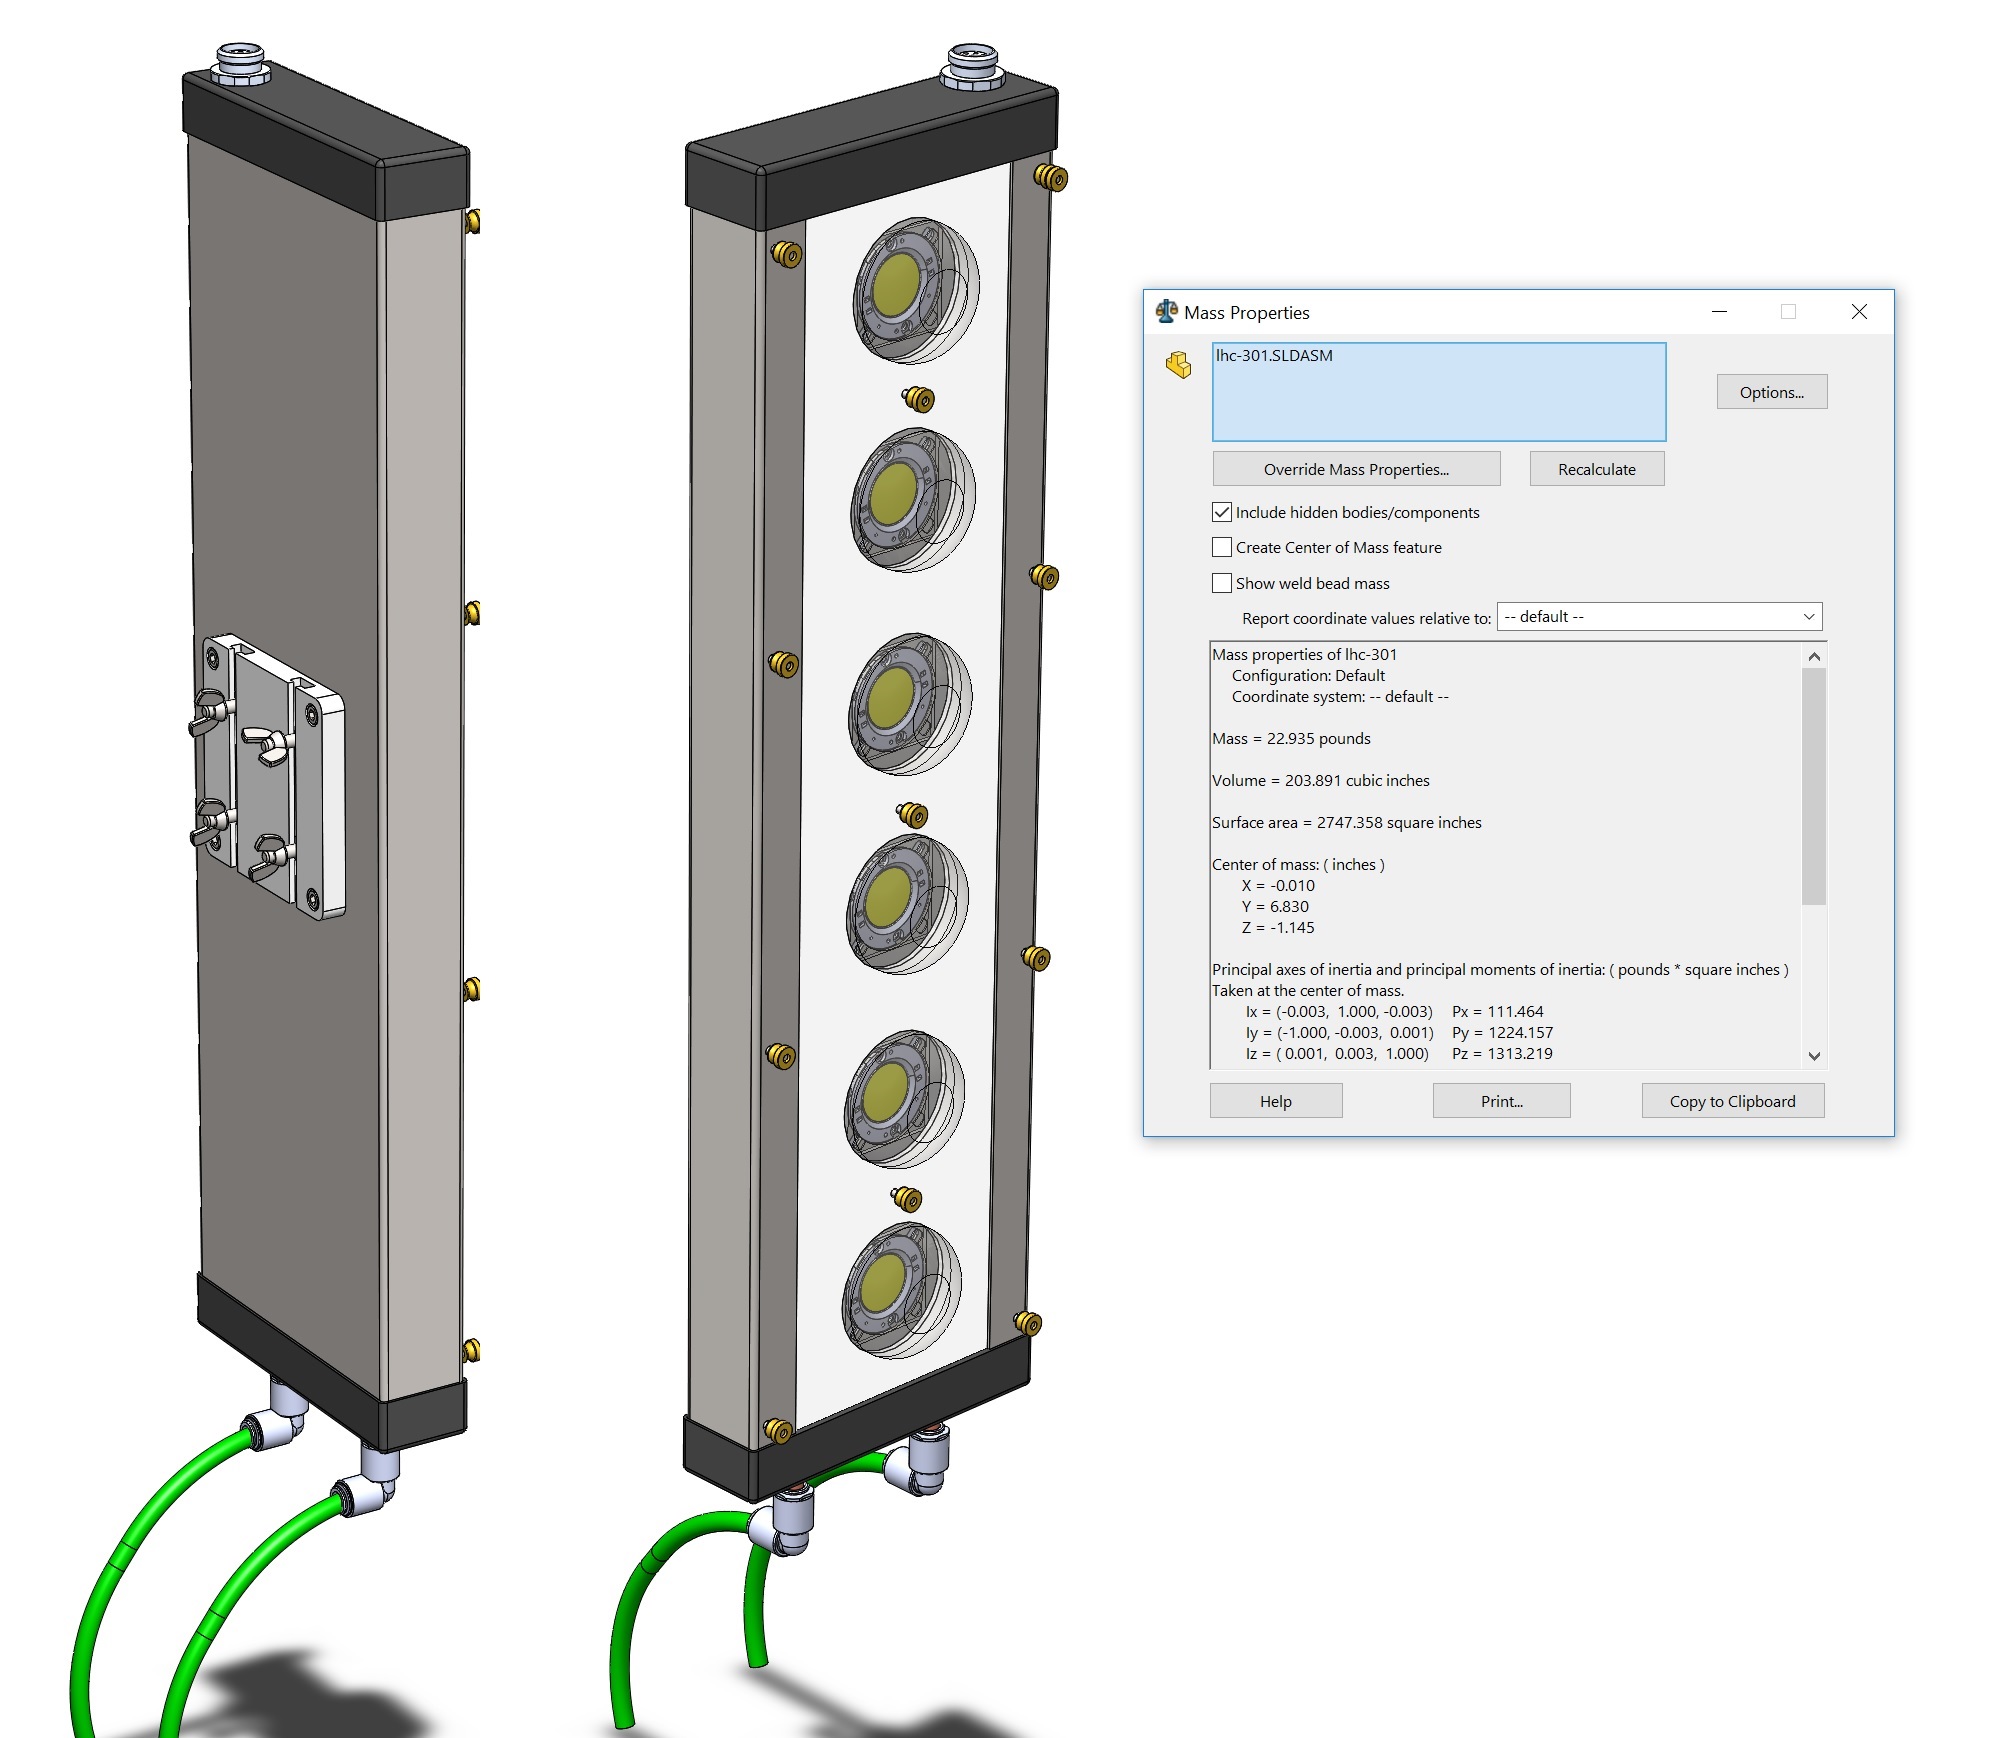 Mass Properties
lhc-301.SLDASM
Options...
Override Mass Properties...
Recalculate
Include hidden bodies/components
Create Center of Mass feature
Show weld bead mass
Report coordinate values relative to: -- default --
Mass properties of lhc-301
Configuration: Default
Coordinate system: -- default --
Mass = 22.935 pounds
Volume = 203.891 cubic inches
Surface area = 2747.358 square inches
Center of mass: ( inches )
X = -0.010
Y = 6.830
Z = -1.145
Principal axes of inertia and principal moments of inertia: ( pounds * square inches )
Taken at the center of mass.
Ix = (-0.003, 1.000, -0.003) Px = 111.464
Iy = (-1.000, -0.003, 0.001) Py = 1224.157
Iz = ( 0.001, 0.003, 1.000) Pz = 1313.219
Help
Print...
Copy to Clipboard